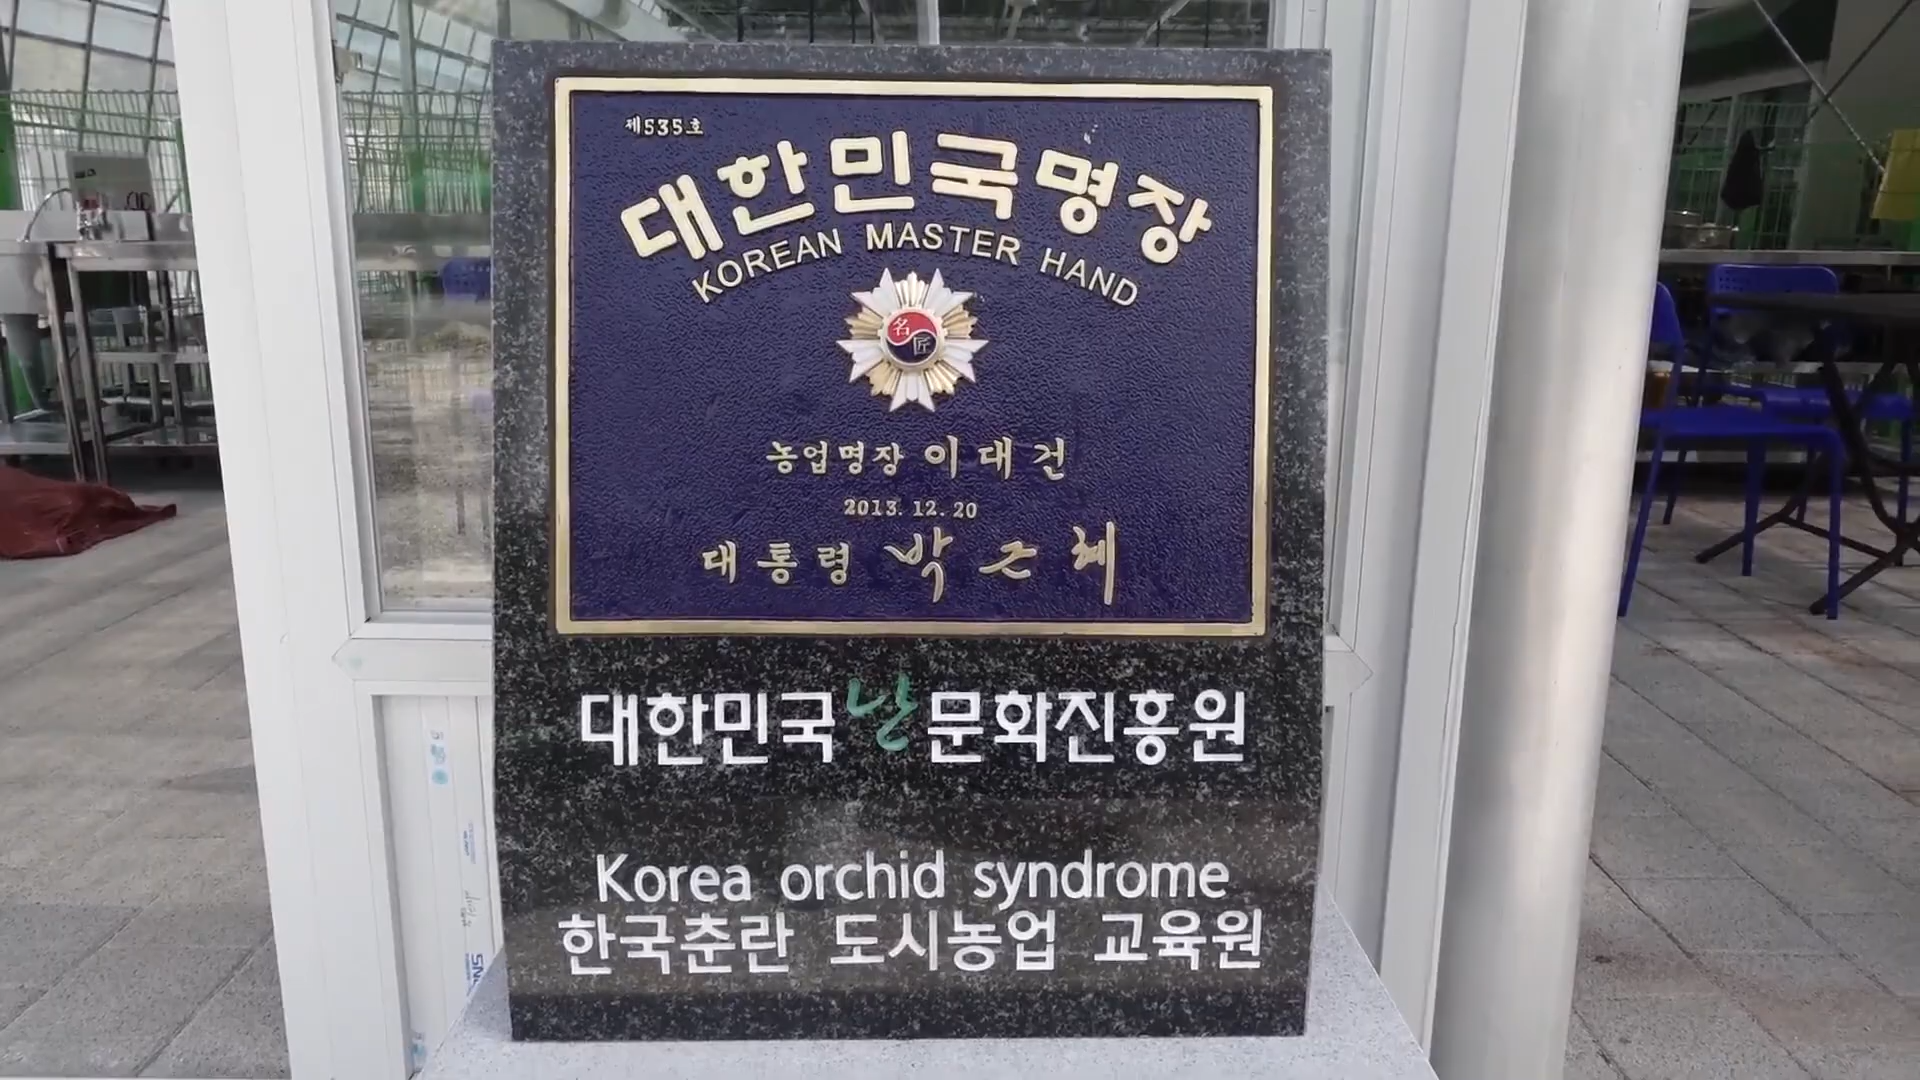 제535호
대한민국명장
KOREAN MASTER HAND
名匠
농업명장 이대건
2013. 12. 20
대통령 박근혜
대한민국난문화진흥원
Korea orchid syndrome
한국춘란 도시농업 교육원